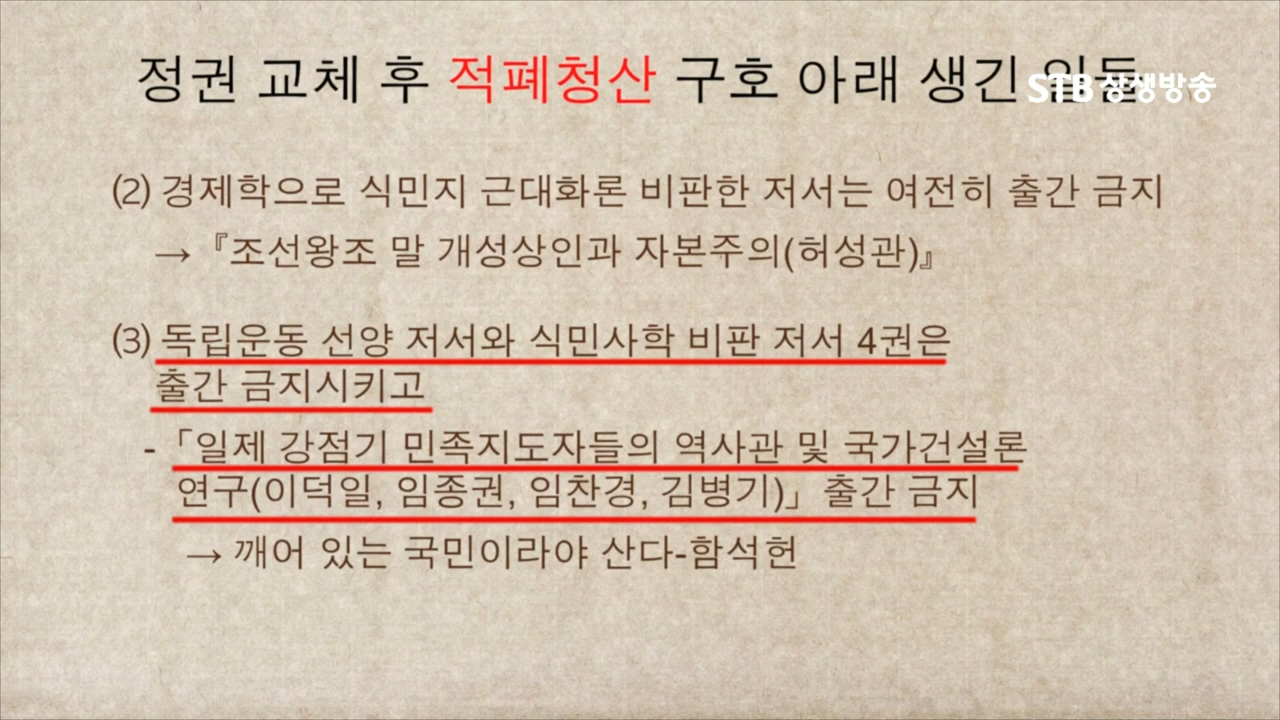 정권 교체 후 적폐청산 구호 아래 생긴 일들
STB 상생방송
(2) 경제학으로 식민지 근대화론 비판한 저서는 여전히 출간 금지
→『조선왕조 말 개성상인과 자본주의(허성관)』
(3) 독립운동 선양 저서와 식민사학 비판 저서 4권은
출간 금지시키고
-「일제 강점기 민족지도자들의 역사관 및 국가건설론
연구(이덕일, 임종권, 임찬경, 김병기)」출간 금지
→ 깨어 있는 국민이라야 산다-함석헌